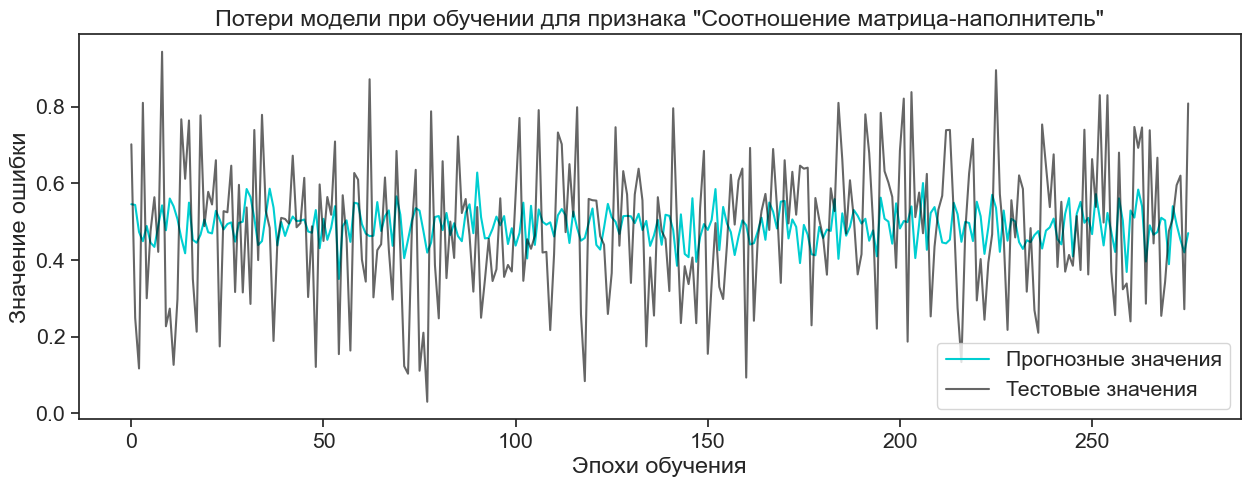 Потери модели при обучении для признака "Соотношение матрица-наполнитель"
Значение ошибки
0.8
0.6
0.4
0.2
0.0
0
50
100
150
200
250
Эпохи обучения
Прогнозные значения
Тестовые значения